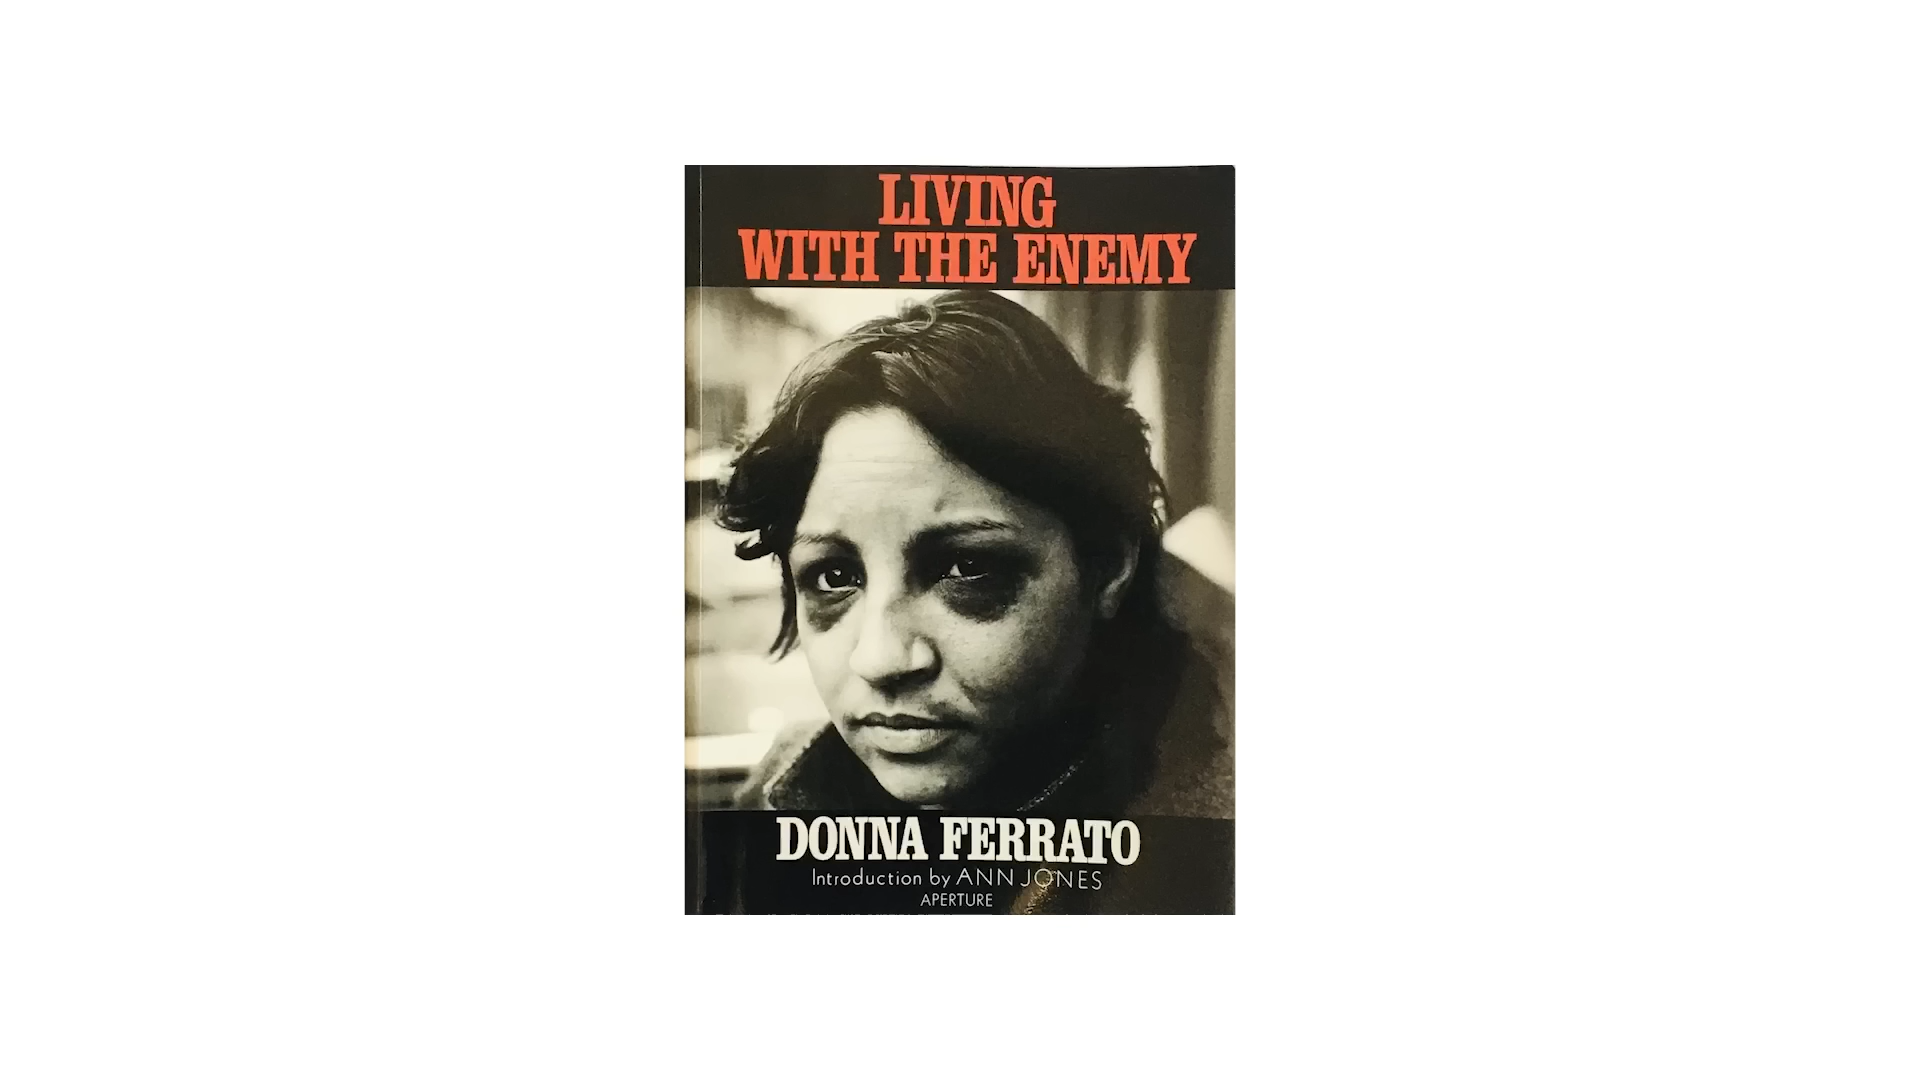 LIVING
WITH THE ENEMY
DONNA FERRATO
Introduction by ANN JONES
APERTURE